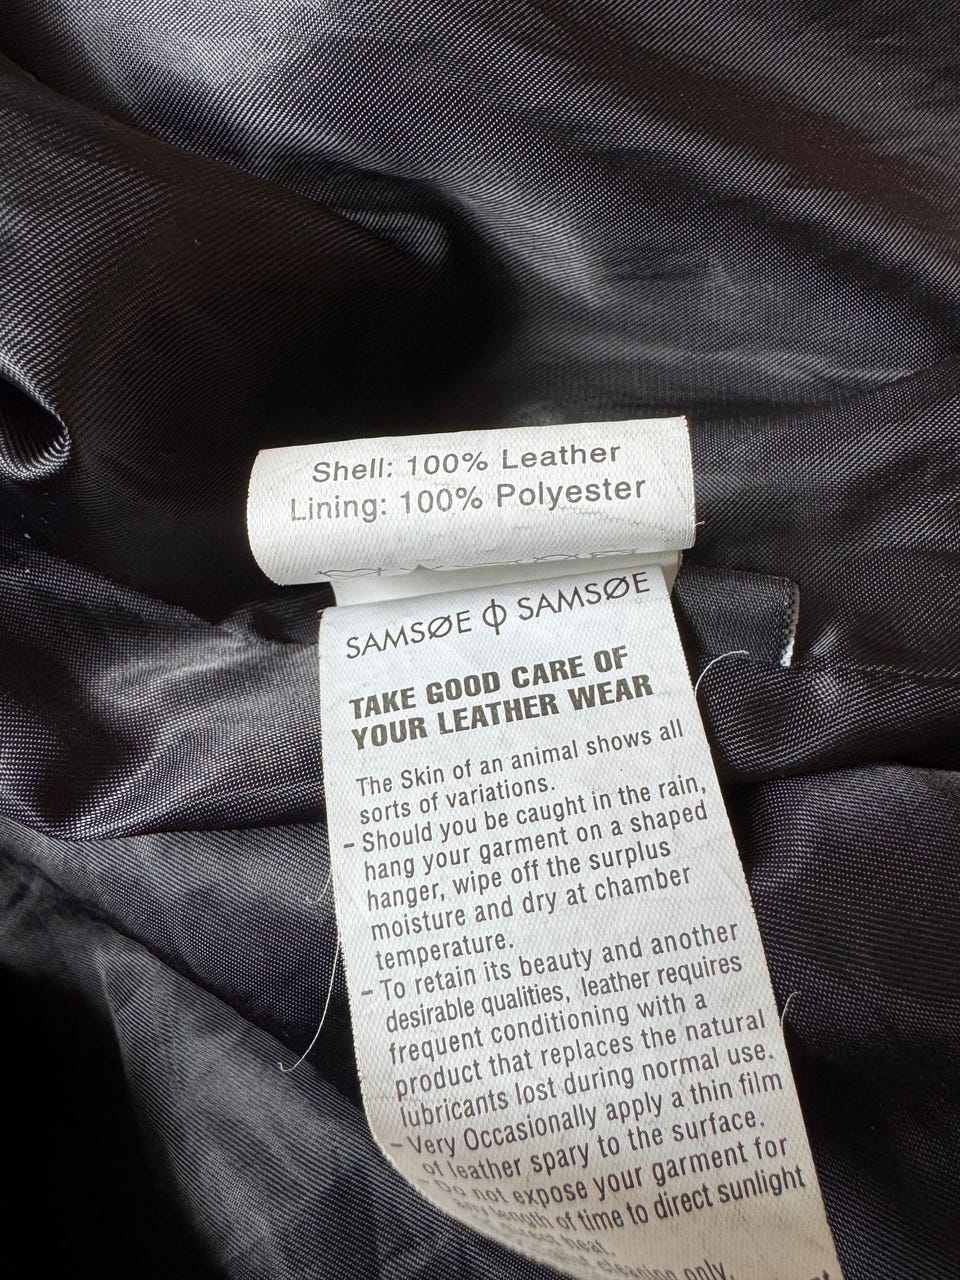 Shell: 100% Leather
Lining: 100% Polyester
SAMSØE ϕ SAMSØE
TAKE GOOD CARE OF
YOUR LEATHER WEAR
The Skin of an animal shows all
sorts of variations.
- Should you be caught in the rain,
hang your garment on a shaped
hanger, wipe off the surplus
moisture and dry at chamber
temperature.
- To retain its beauty and another
desirable qualities, leather requires
frequent conditioning with a
product that replaces the natural
lubricants lost during normal use.
- Very Occasionally apply a thin film
of leather spary to the surface.
- Do not expose your garment for
any length of time to direct sunlight
heat.
cleaning only.